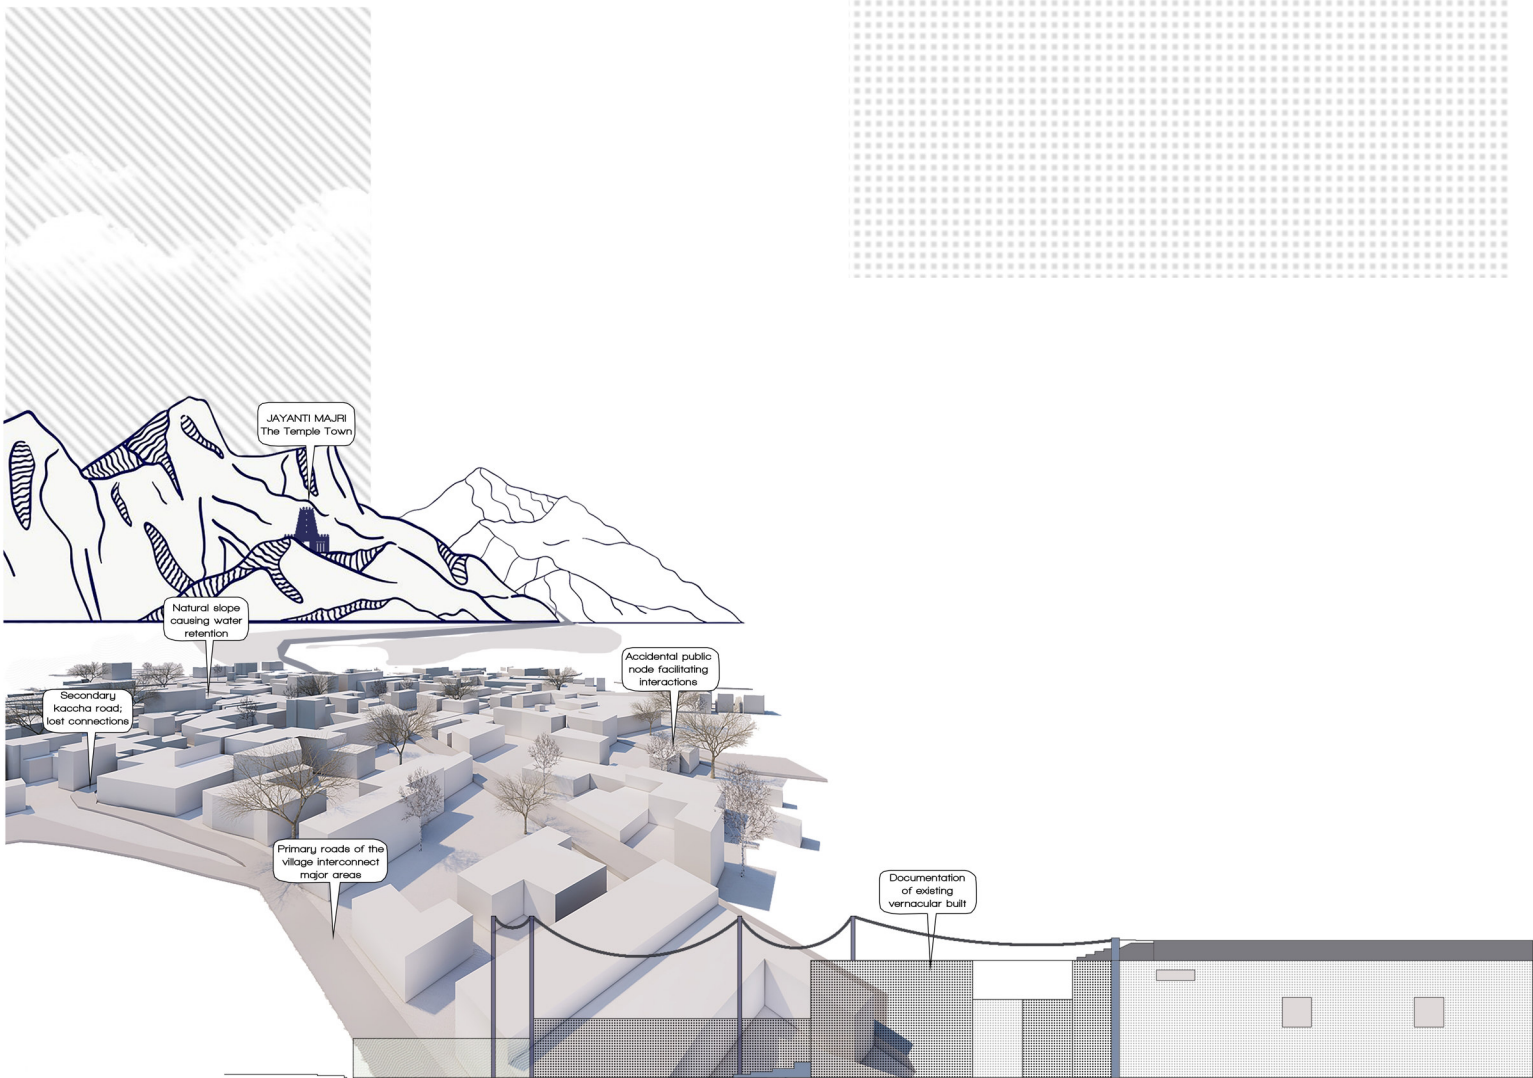 JAYANTI MAJRI
The Temple Town
Natural slope
causing water
retention
Accidental public
node facilitating
interactions
Secondary
kaccha road;
lost connections
Primary roads of the
village interconnect
major areas
Documentation
of existing
vernacular built